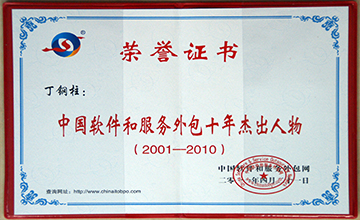 荣誉证书
丁钢柱：
中国软件和服务外包十年杰出人物
（2001—2010）
中国软件和服务外包网
查询网址：http://www.chinaitobpo.com